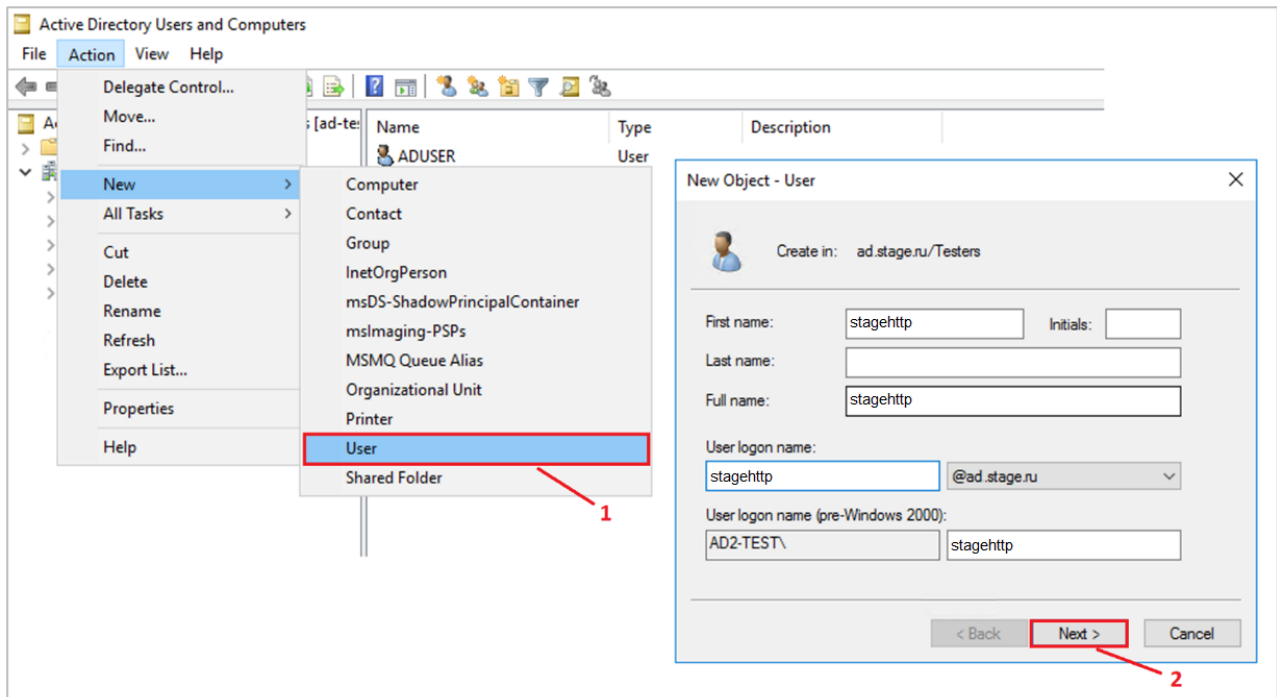 Active Directory Users and Computers
File Action View Help
Delegate Control...
Move...
Find...
New
All Tasks
Cut
Delete
Rename
Refresh
Export List...
Properties
Help
[ad-te:
Name Type Description
ADUSER User
Computer
Contact
Group
InetOrgPerson
msDS-ShadowPrincipalContainer
msImaging-PSPs
MSMQ Queue Alias
Organizational Unit
Printer
User
Shared Folder
1
New Object - User
Create in: ad.stage.ru/Testers
First name: stagehttp Initials:
Last name:
Full name: stagehttp
User logon name:
stagehttp @ad.stage.ru
User logon name (pre-Windows 2000):
AD2-TEST\ stagehttp
< Back Next > Cancel
2